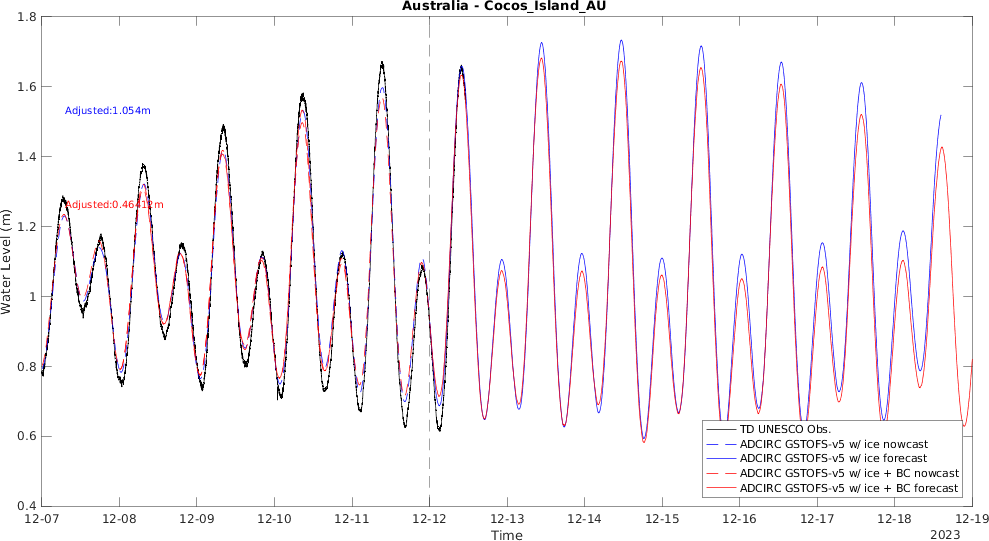 Australia - Cocos_Island_AU
1.8
1.6
1.4
1.2
1
0.8
0.6
0.4
Water Level (m)
Adjusted:1.054m
Adjusted:0.46412m
TD UNESCO Obs.
ADCIRC GSTOFS-v5 w/ ice nowcast
ADCIRC GSTOFS-v5 w/ ice forecast
ADCIRC GSTOFS-v5 w/ ice + BC nowcast
ADCIRC GSTOFS-v5 w/ ice + BC forecast
12-07 12-08 12-09 12-10 12-11 12-12 12-13 12-14 12-15 12-16 12-17 12-18 12-19
Time
2023